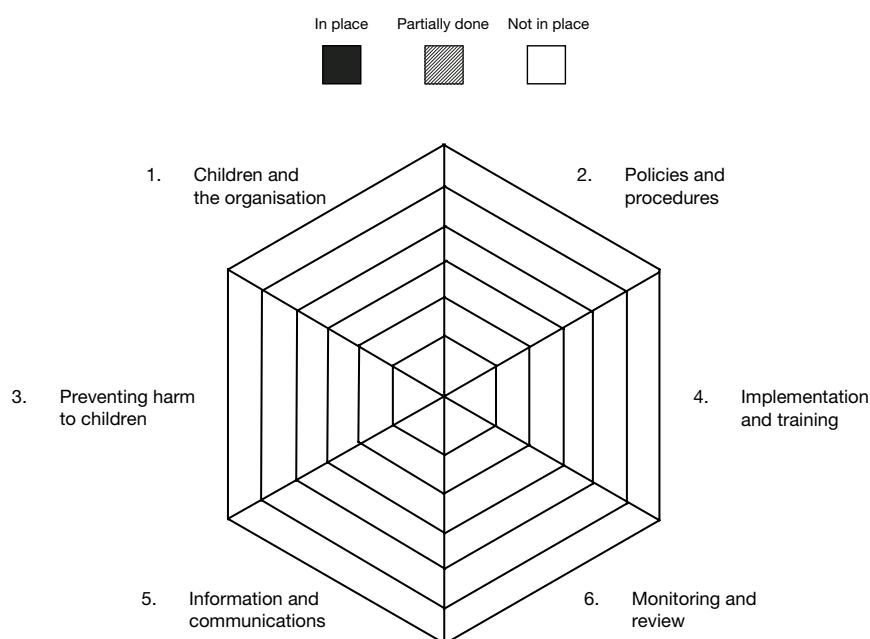 In place
Partially done
Not in place
1. Children and
the organisation
2. Policies and
procedures
3. Preventing harm
to children
4. Implementation
and training
5. Information and
communications
6. Monitoring and
review